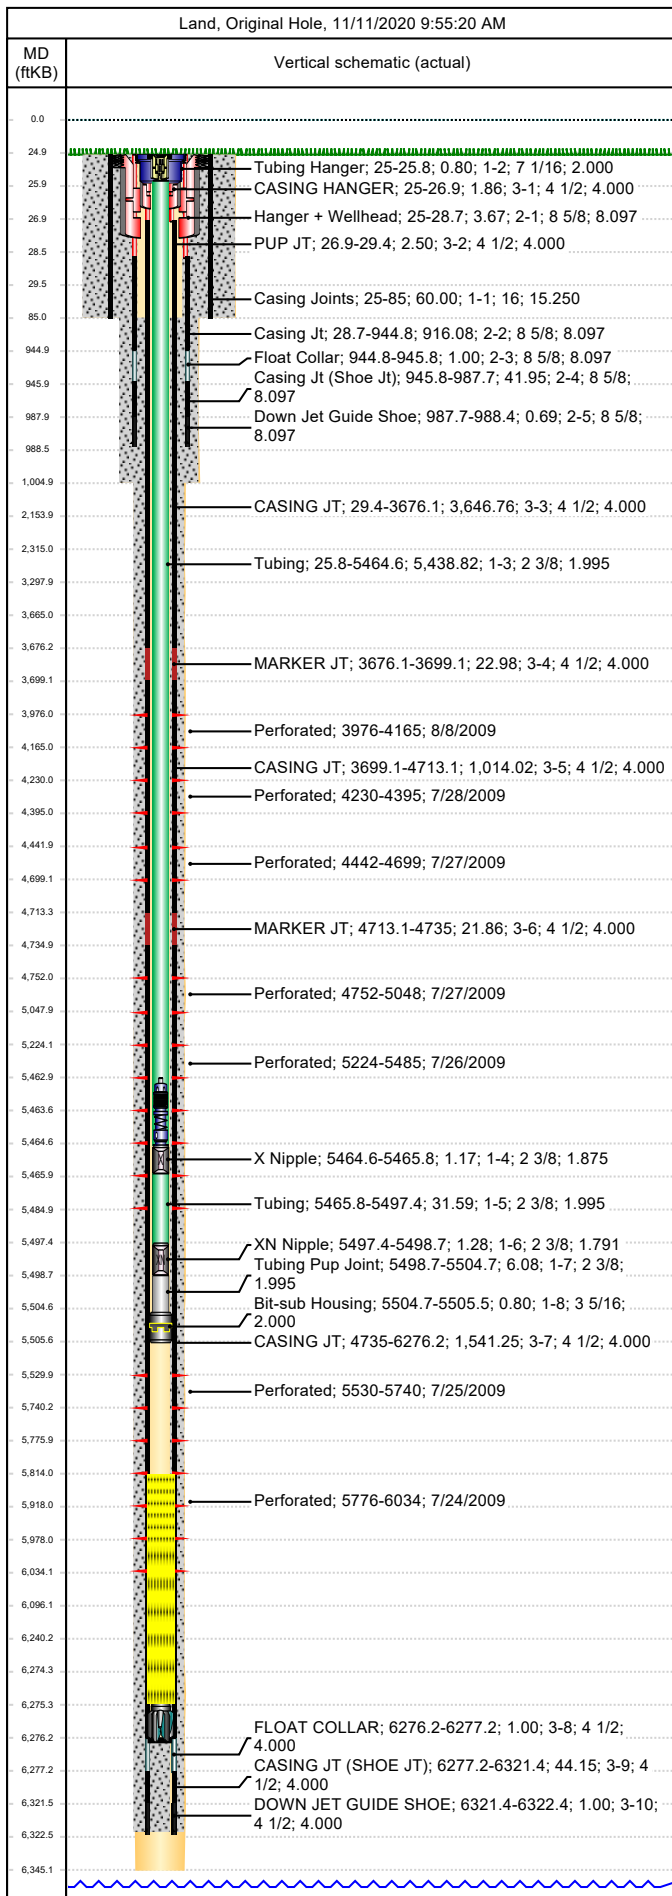 Land, Original Hole, 11/11/2020 9:55:20 AM
MD
(ftKB)
Vertical schematic (actual)
0.0
24.9
25.9
26.9
28.5
29.5
85.0
944.9
945.9
987.9
988.5
1,004.9
2,153.9
2,315.0
3,297.9
3,665.0
3,676.2
3,699.1
3,976.0
4,165.0
4,230.0
4,395.0
4,441.9
4,699.1
4,713.3
4,734.9
4,752.0
5,047.9
5,224.1
5,462.9
5,463.6
5,464.6
5,465.9
5,484.9
5,497.4
5,498.7
5,504.6
5,505.6
5,529.9
5,740.2
5,775.9
5,814.0
5,918.0
5,978.0
6,034.1
6,096.1
6,240.2
6,274.3
6,275.3
6,276.2
6,277.2
6,321.5
6,322.5
6,345.1
Tubing Hanger; 25-25.8; 0.80; 1-2; 7 1/16; 2.000
CASING HANGER; 25-26.9; 1.86; 3-1; 4 1/2; 4.000
Hanger + Wellhead; 25-28.7; 3.67; 2-1; 8 5/8; 8.097
PUP JT; 26.9-29.4; 2.50; 3-2; 4 1/2; 4.000
Casing Joints; 25-85; 60.00; 1-1; 16; 15.250
Casing Jt; 28.7-944.8; 916.08; 2-2; 8 5/8; 8.097
Float Collar; 944.8-945.8; 1.00; 2-3; 8 5/8; 8.097
Casing Jt (Shoe Jt); 945.8-987.7; 41.95; 2-4; 8 5/8;
8.097
Down Jet Guide Shoe; 987.7-988.4; 0.69; 2-5; 8 5/8;
8.097
CASING JT; 29.4-3676.1; 3,646.76; 3-3; 4 1/2; 4.000
Tubing; 25.8-5464.6; 5,438.82; 1-3; 2 3/8; 1.995
MARKER JT; 3676.1-3699.1; 22.98; 3-4; 4 1/2; 4.000
Perforated; 3976-4165; 8/8/2009
CASING JT; 3699.1-4713.1; 1,014.02; 3-5; 4 1/2; 4.000
Perforated; 4230-4395; 7/28/2009
Perforated; 4442-4699; 7/27/2009
MARKER JT; 4713.1-4735; 21.86; 3-6; 4 1/2; 4.000
Perforated; 4752-5048; 7/27/2009
Perforated; 5224-5485; 7/26/2009
X Nipple; 5464.6-5465.8; 1.17; 1-4; 2 3/8; 1.875
Tubing; 5465.8-5497.4; 31.59; 1-5; 2 3/8; 1.995
XN Nipple; 5497.4-5498.7; 1.28; 1-6; 2 3/8; 1.791
Tubing Pup Joint; 5498.7-5504.7; 6.08; 1-7; 2 3/8;
1.995
Bit-sub Housing; 5504.7-5505.5; 0.80; 1-8; 3 5/16;
2.000
CASING JT; 4735-6276.2; 1,541.25; 3-7; 4 1/2; 4.000
Perforated; 5530-5740; 7/25/2009
Perforated; 5776-6034; 7/24/2009
FLOAT COLLAR; 6276.2-6277.2; 1.00; 3-8; 4 1/2;
4.000
CASING JT (SHOE JT); 6277.2-6321.4; 44.15; 3-9; 4
1/2; 4.000
DOWN JET GUIDE SHOE; 6321.4-6322.4; 1.00; 3-10;
4 1/2; 4.000